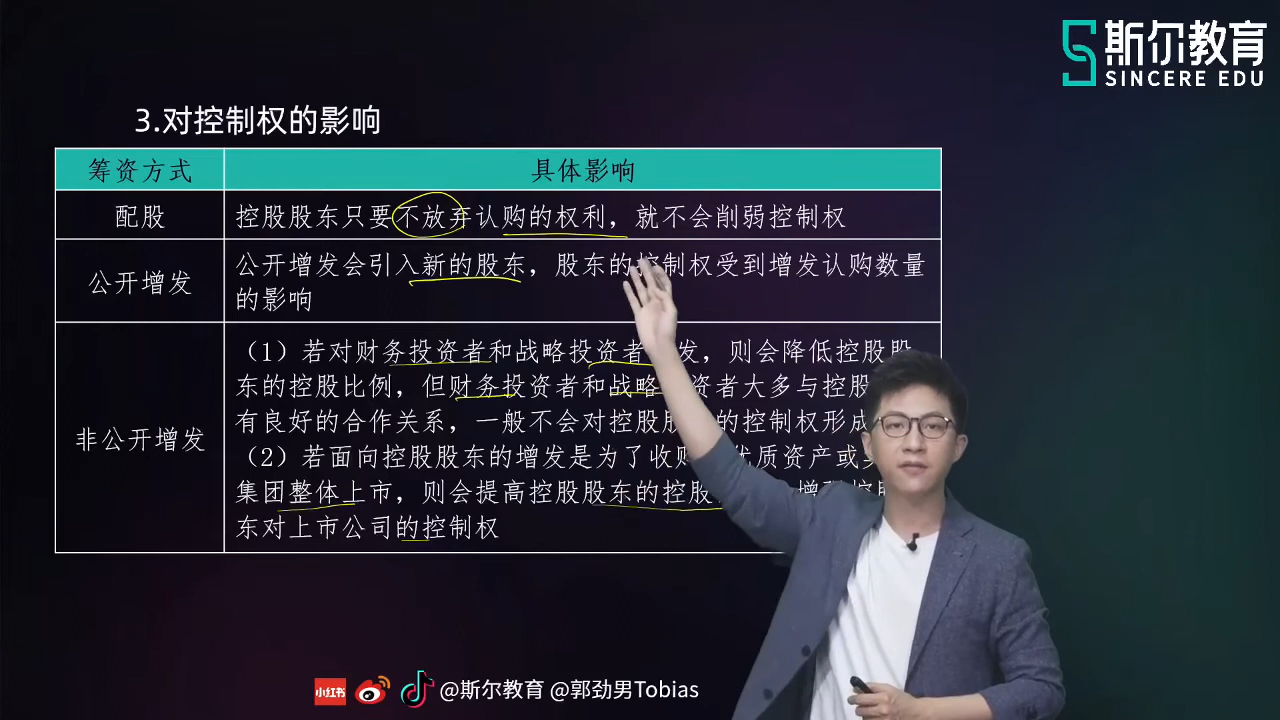 斯尔教育
SINCERE EDU
3.对控制权的影响
筹资方式 具体影响
配股 控股股东只要不放弃认购的权利，就不会削弱控制权
公开增发 公开增发会引入新的股东，股东的控制权受到增发认购数量
的影响
非公开增发
（1）若对财务投资者和战略投资者 发，则会降低控股股
东的控股比例，但财务投资者和战略 资者大多与控股
有良好的合作关系，一般不会对控股股 的控制权形成
（2）若面向控股股东的增发是为了收购 优质资产或
集团整体上市，则会提高控股股东的控股 控股
东对上市公司的控制权
小红书 @斯尔教育 @郭劲男Tobias